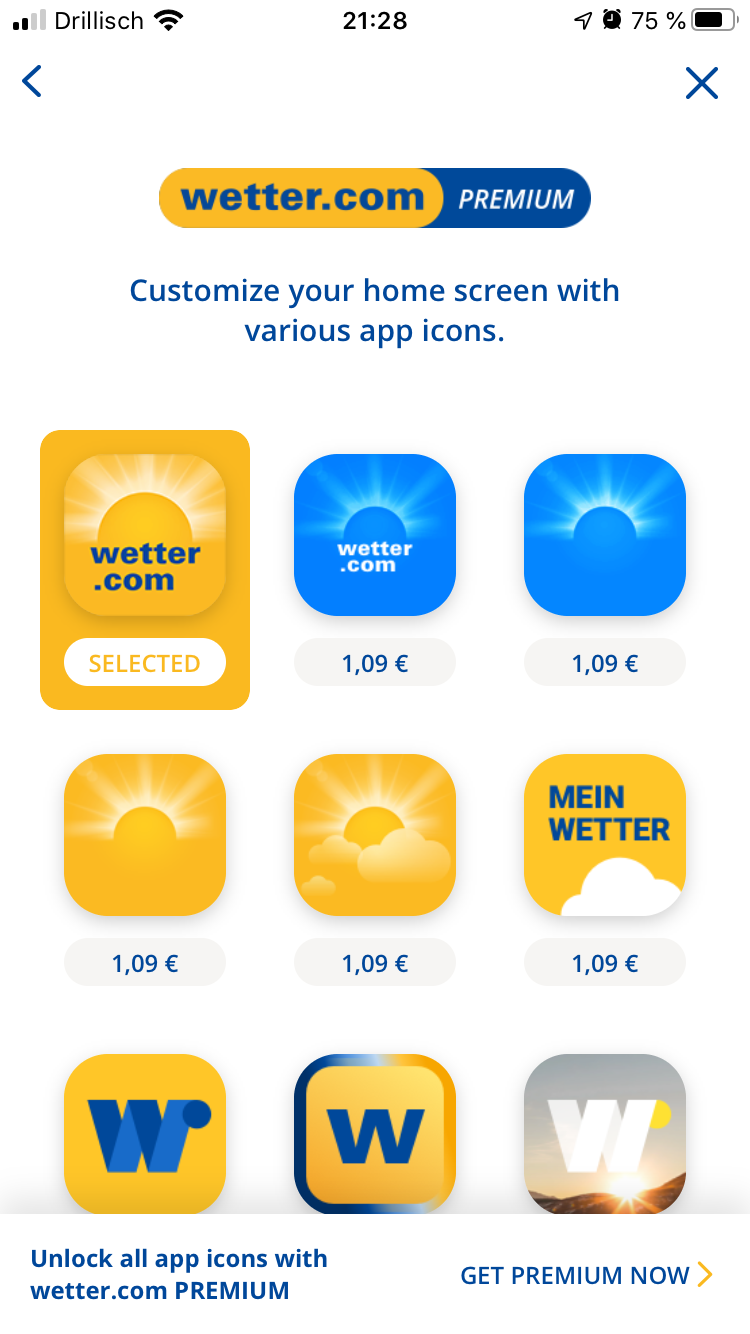 Drillisch 21:28 75 %
wetter.com PREMIUM
Customize your home screen with
various app icons.
wetter
.com
wetter
.com
SELECTED
1,09 €
1,09 €
MEIN
WETTER
1,09 €
1,09 €
1,09 €
W
W
W
Unlock all app icons with
wetter.com PREMIUM
GET PREMIUM NOW